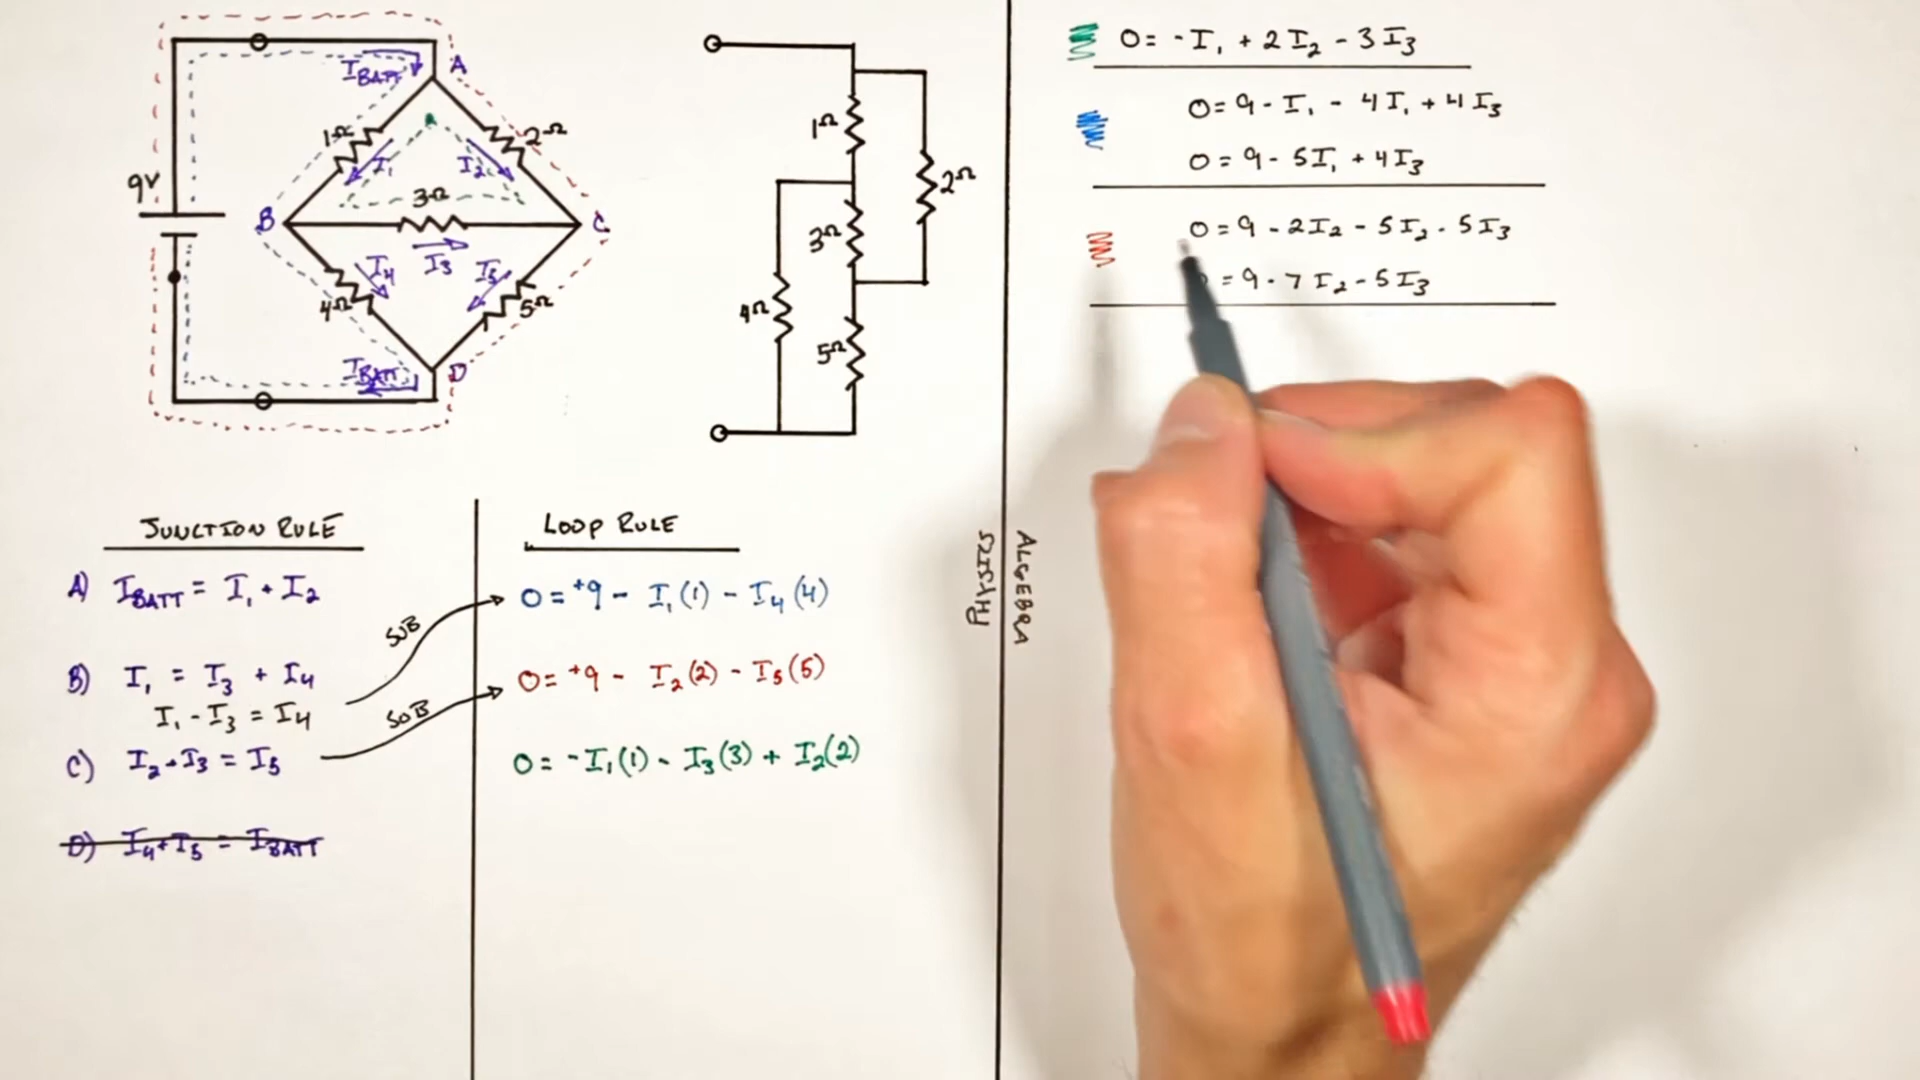 I_BATT
A
1Ω
2Ω
I₁
I₂
9V
3Ω
B
C
I₃
I₄
I₅
4Ω
5Ω
I_BATT
D
1Ω
2Ω
3Ω
4Ω
5Ω
JUNCTION RULE
A) I_BATT = I₁ + I₂
B) I₁ = I₃ + I₄
I₁ - I₃ = I₄
C) I₂ + I₃ = I₅
D) I₄ + I₅ = I_BATT
SUB
SUB
LOOP RULE
0 = +9 - I₁(1) - I₄(4)
0 = +9 - I₂(2) - I₅(5)
0 = -I₁(1) - I₃(3) + I₂(2)
PHYSICS
ALGEBRA
0 = -I₁ + 2I₂ - 3I₃
0 = 9 - I₁ - 4I₁ + 4I₃
0 = 9 - 5I₁ + 4I₃
0 = 9 - 2I₂ - 5I₂ - 5I₃
= 9 - 7I₂ - 5I₃